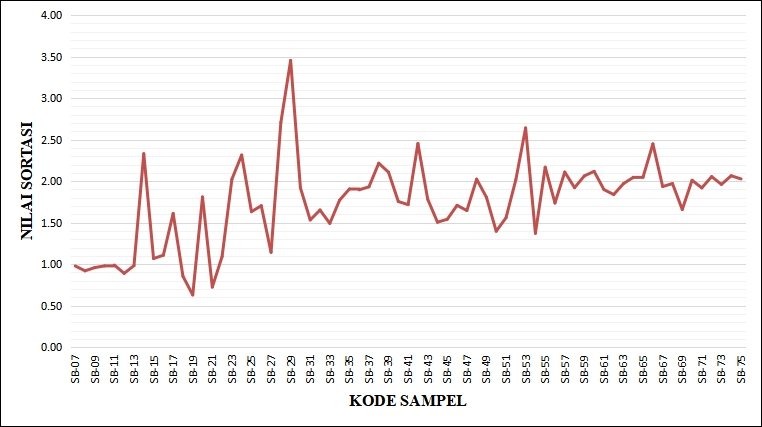 4.00
3.50
3.00
2.50
2.00
1.50
1.00
0.50
0.00
NILAI SORTASI
SB-07
SB-09
SB-11
SB-13
SB-15
SB-17
SB-19
SB-21
SB-23
SB-25
SB-27
SB-29
SB-31
SB-33
SB-35
SB-37
SB-39
SB-41
SB-43
SB-45
SB-47
SB-49
SB-51
SB-53
SB-55
SB-57
SB-59
SB-61
SB-63
SB-65
SB-67
SB-69
SB-71
SB-73
SB-75
KODE SAMPEL